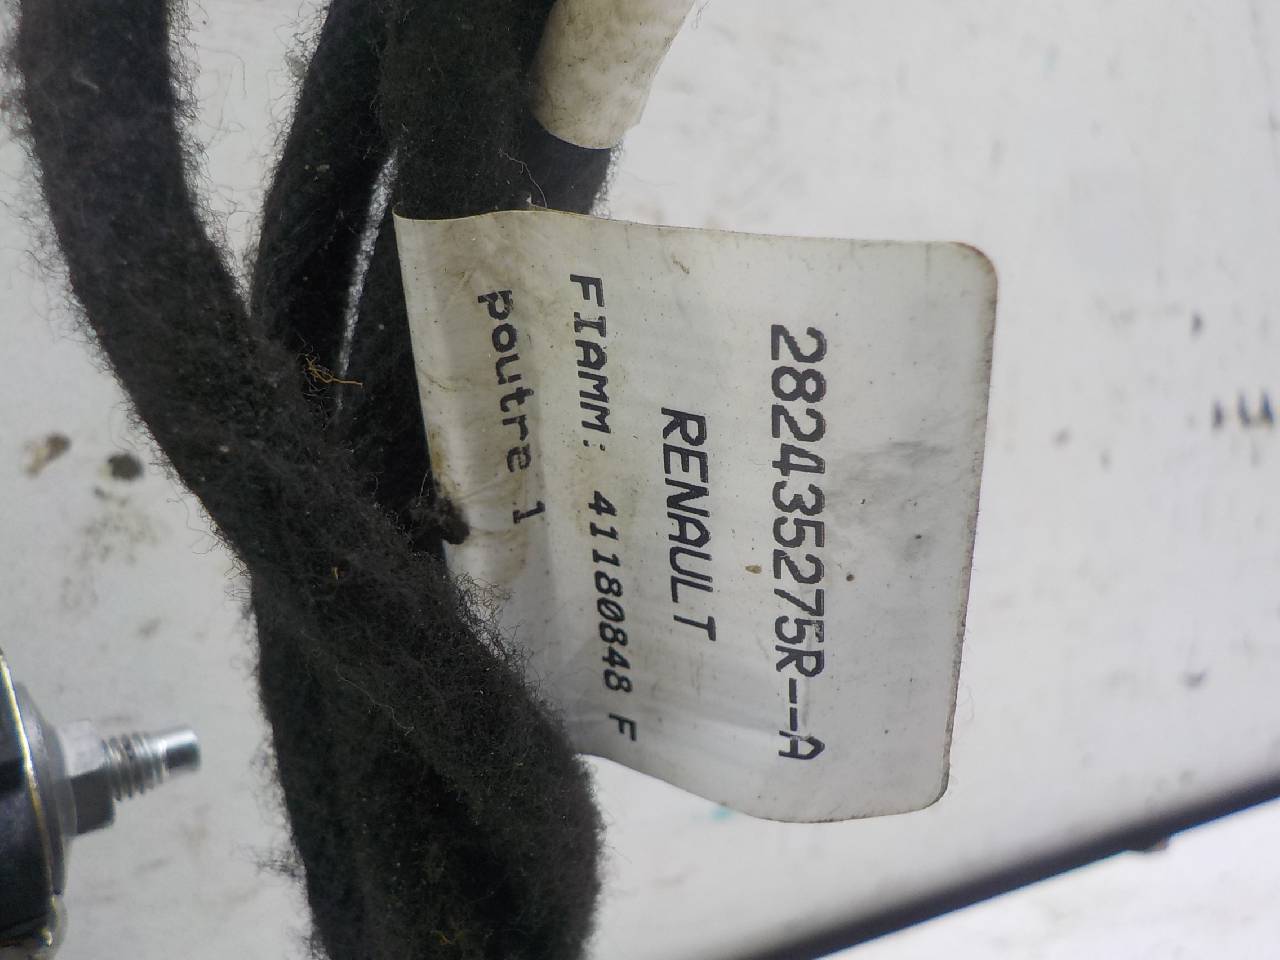 282435275R--A
RENAULT
FIAMM: 41180848 F
poutre 1